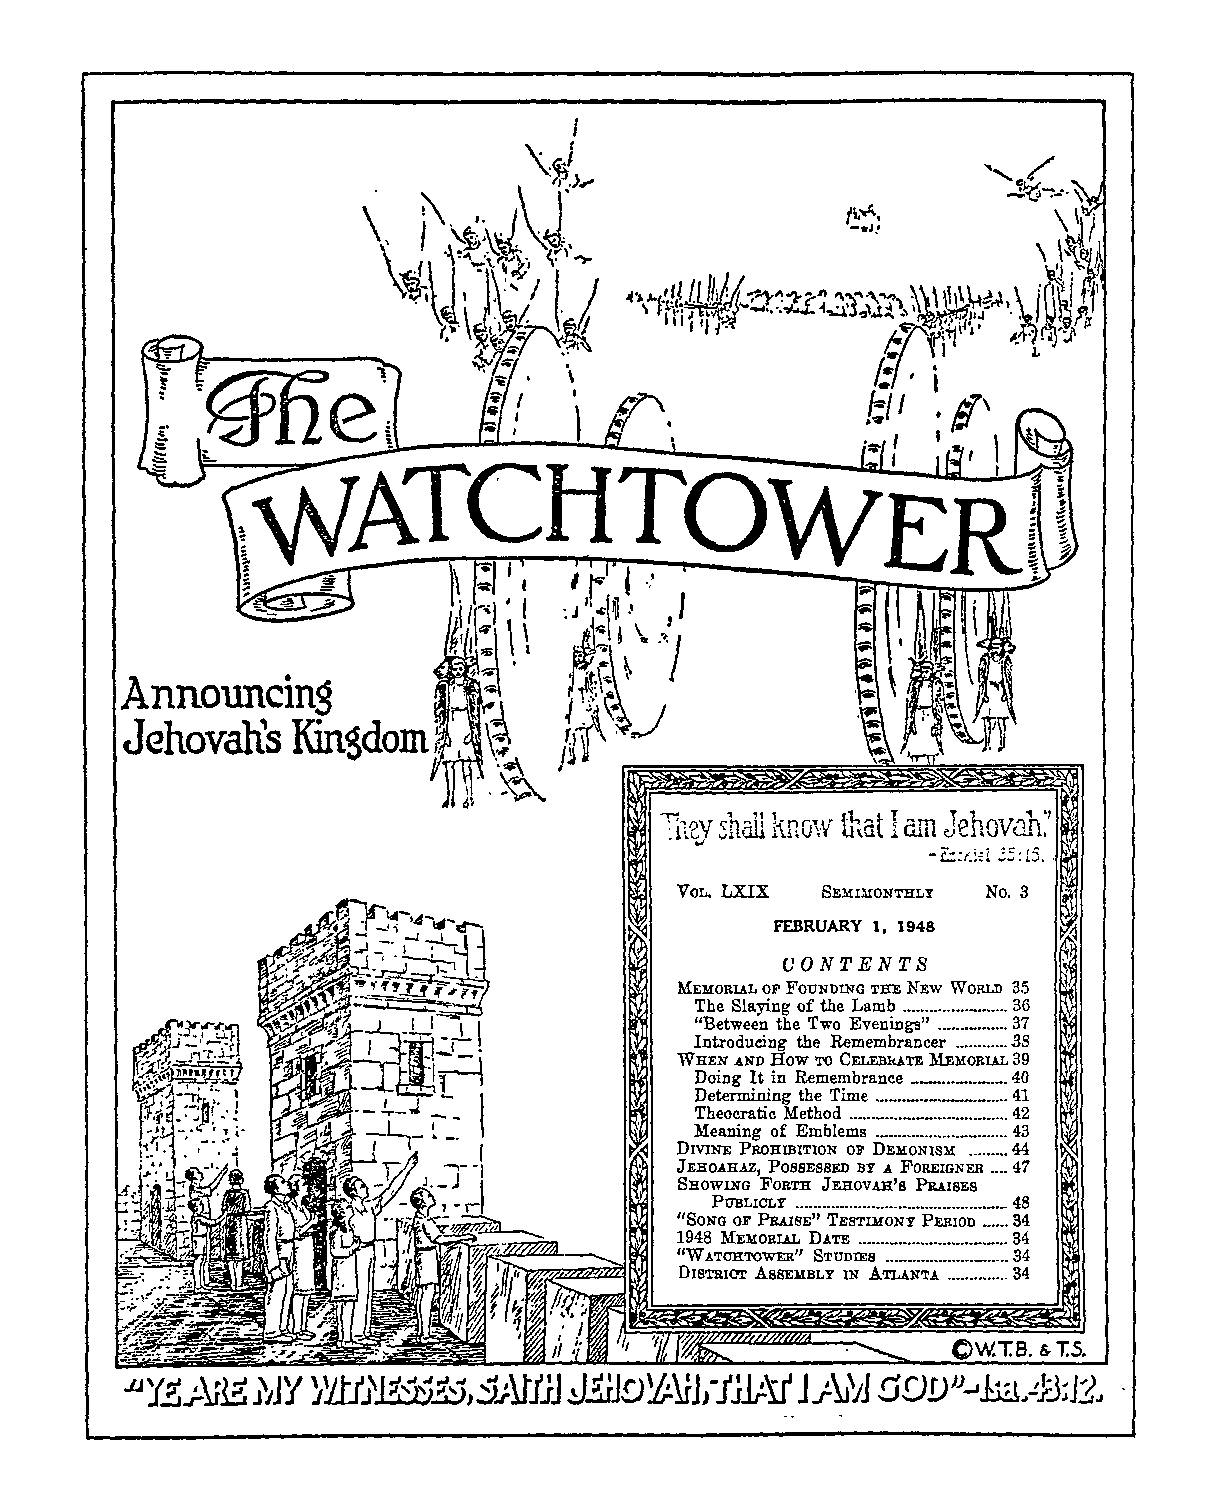 The
WATCHTOWER
Announcing
Jehovah's Kingdom
"They shall know that I am Jehovah."
-Ezekiel 35:15.
VOL. LXIX SEMIMONTHLY No. 3
FEBRUARY 1, 1948
CONTENTS
MEMORIAL OF FOUNDING THE NEW WORLD 35
The Slaying of the Lamb ........ 36
"Between the Two Evenings" ........ 37
Introducing the Remembrancer ........ 38
WHEN AND HOW TO CELEBRATE MEMORIAL 39
Doing It in Remembrance ........ 40
Determining the Time ........ 41
Theocratic Method ........ 42
Meaning of Emblems ........ 43
DIVINE PROHIBITION OF DEMONISM ........ 44
JEHOAHAZ, POSSESSED BY A FOREIGNER .... 47
SHOWING FORTH JEHOVAH'S PRAISES
PUBLICLY ........ 48
"SONG OF PRAISE" TESTIMONY PERIOD ...... 34
1948 MEMORIAL DATE ........ 34
"WATCHTOWER" STUDIES ........ 34
DISTRICT ASSEMBLY IN ATLANTA ........ 34
©W.T.B. & T.S.
"YE ARE MY WITNESSES, SAITH JEHOVAH, THAT I AM GOD"-Isa. 43:12.